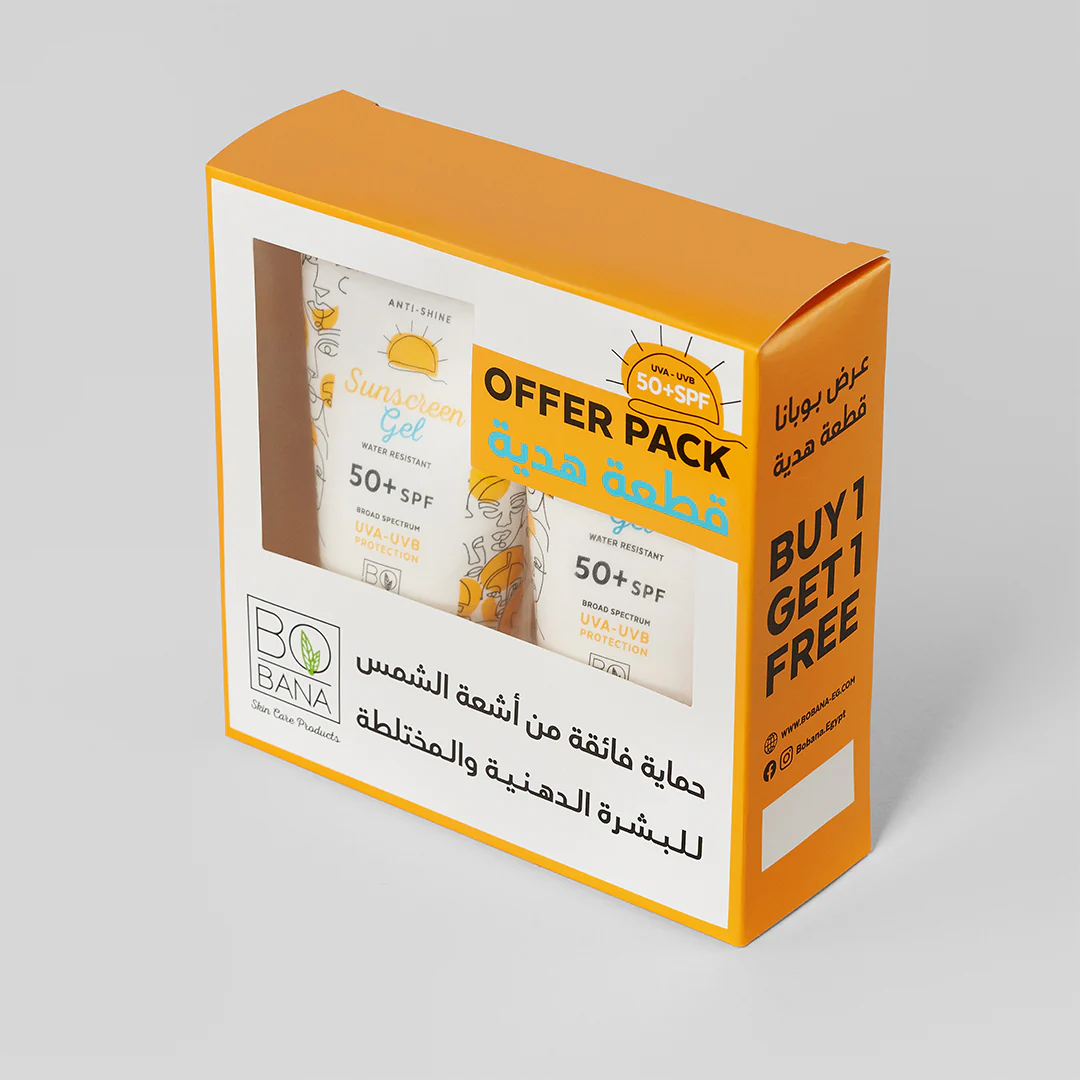 ANTI-SHINE
Sunscreen
Gel
WATER RESISTANT
50+ SPF
BROAD SPECTRUM
UVA-UVB
PROTECTION
BO
UVA - UVB
50+SPF
OFFER PACK
قطعة هدية
Gel
WATER RESISTANT
50+ SPF
BROAD SPECTRUM
UVA-UVB
PROTECTION
BO
BO
BANA
Skin Care Products
حماية فائقة من أشعة الشمس
للبشرة الدهنية والمختلطة
عرض بوبانا
قطعة هدية
BUY 1
GET 1
FREE
WWW.BOBANA-EG.COM
Bobana.Egypt